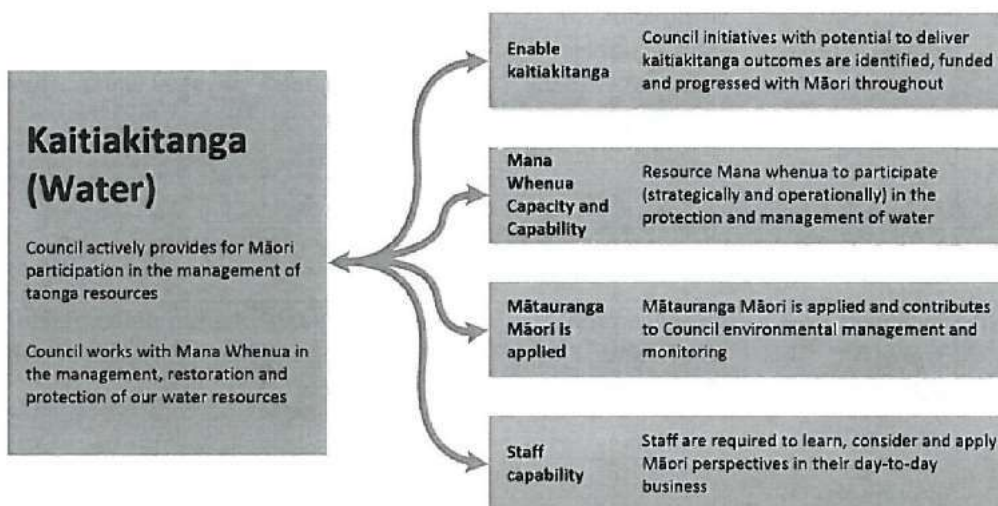 Kaitiakitanga
(Water)
Council actively provides for Māori
participation in the management of
taonga resources
Council works with Mana Whenua in
the management, restoration and
protection of our water resources
Enable
kaitiakitanga
Council initiatives with potential to deliver
kaitiakitanga outcomes are identified, funded
and progressed with Māori throughout
Mana
Whenua
Capacity and
Capability
Resource Mana whenua to participate
(strategically and operationally) in the
protection and management of water
Mātauranga
Māori is
applied
Mātauranga Māori is applied and contributes
to Council environmental management and
monitoring
Staff
capability
Staff are required to learn, consider and apply
Māori perspectives in their day-to-day
business